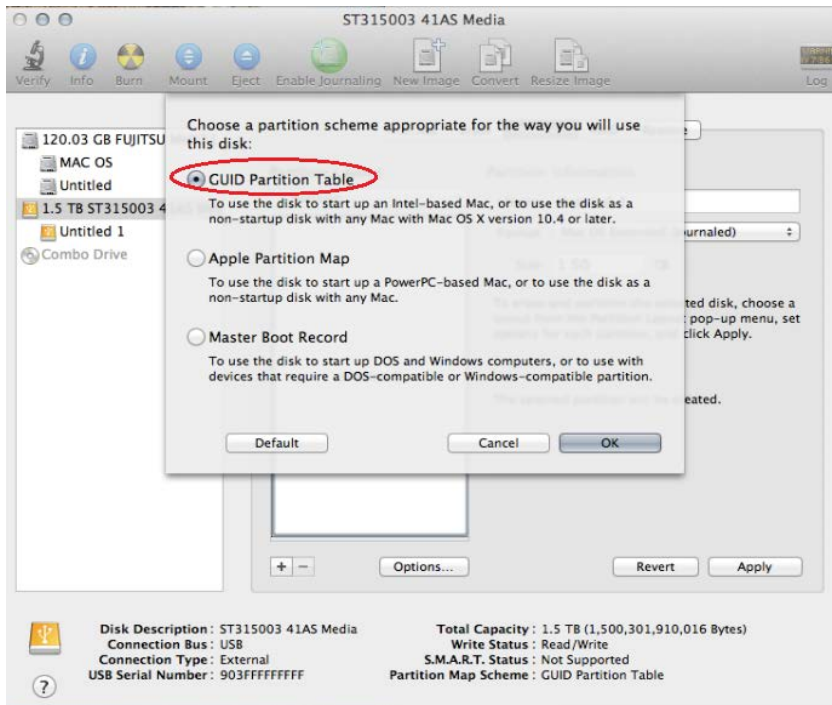 ST315003 41AS Media
Verify Info Burn Mount Eject Enable Journaling New Image Convert Resize Image Log
Choose a partition scheme appropriate for the way you will use
this disk:
120.03 GB FUJITSU
MAC OS
Untitled
1.5 TB ST315003 4
Untitled 1
Combo Drive
GUID Partition Table
To use the disk to start up an Intel-based Mac, or to use the disk as a
non-startup disk with any Mac with Mac OS X version 10.4 or later.
Apple Partition Map
To use the disk to start up a PowerPC-based Mac, or to use the disk as a
non-startup disk with any Mac.
Master Boot Record
To use the disk to start up DOS and Windows computers, or to use with
devices that require a DOS-compatible or Windows-compatible partition.
Default Cancel OK
urnaled)
ted disk, choose a
pop-up menu, set
click Apply.
eated.
+ − Options... Revert Apply
Disk Description : ST315003 41AS Media
Connection Bus : USB
Connection Type : External
USB Serial Number : 903FFFFFFFFF
Total Capacity : 1.5 TB (1,500,301,910,016 Bytes)
Write Status : Read/Write
S.M.A.R.T. Status : Not Supported
Partition Map Scheme : GUID Partition Table
?